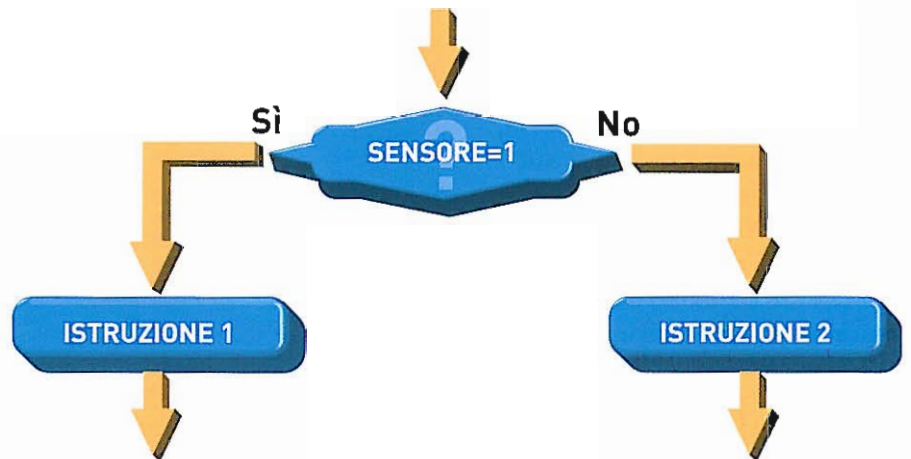 Sì
No
SENSORE=1
?
ISTRUZIONE 1
ISTRUZIONE 2